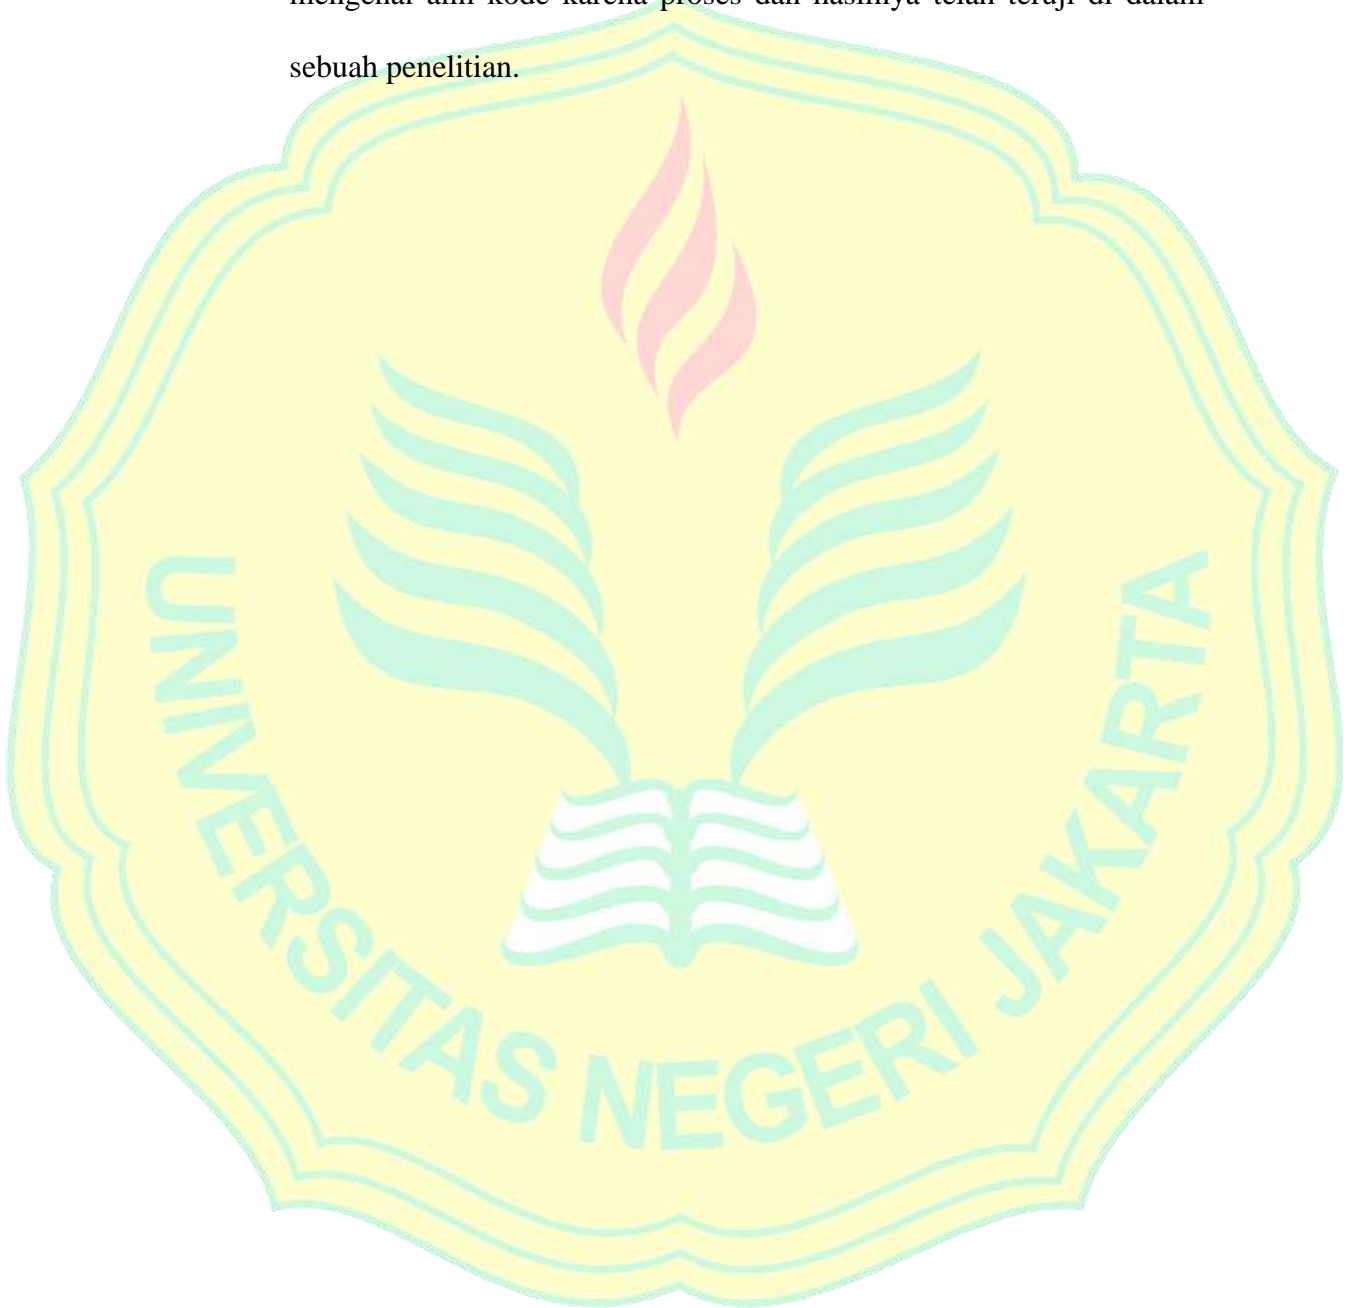 mengenai alih kode karena proses dan hasilnya telah teruji di dalam
sebuah penelitian.
UNIVERSITAS NEGERI JAKARTA